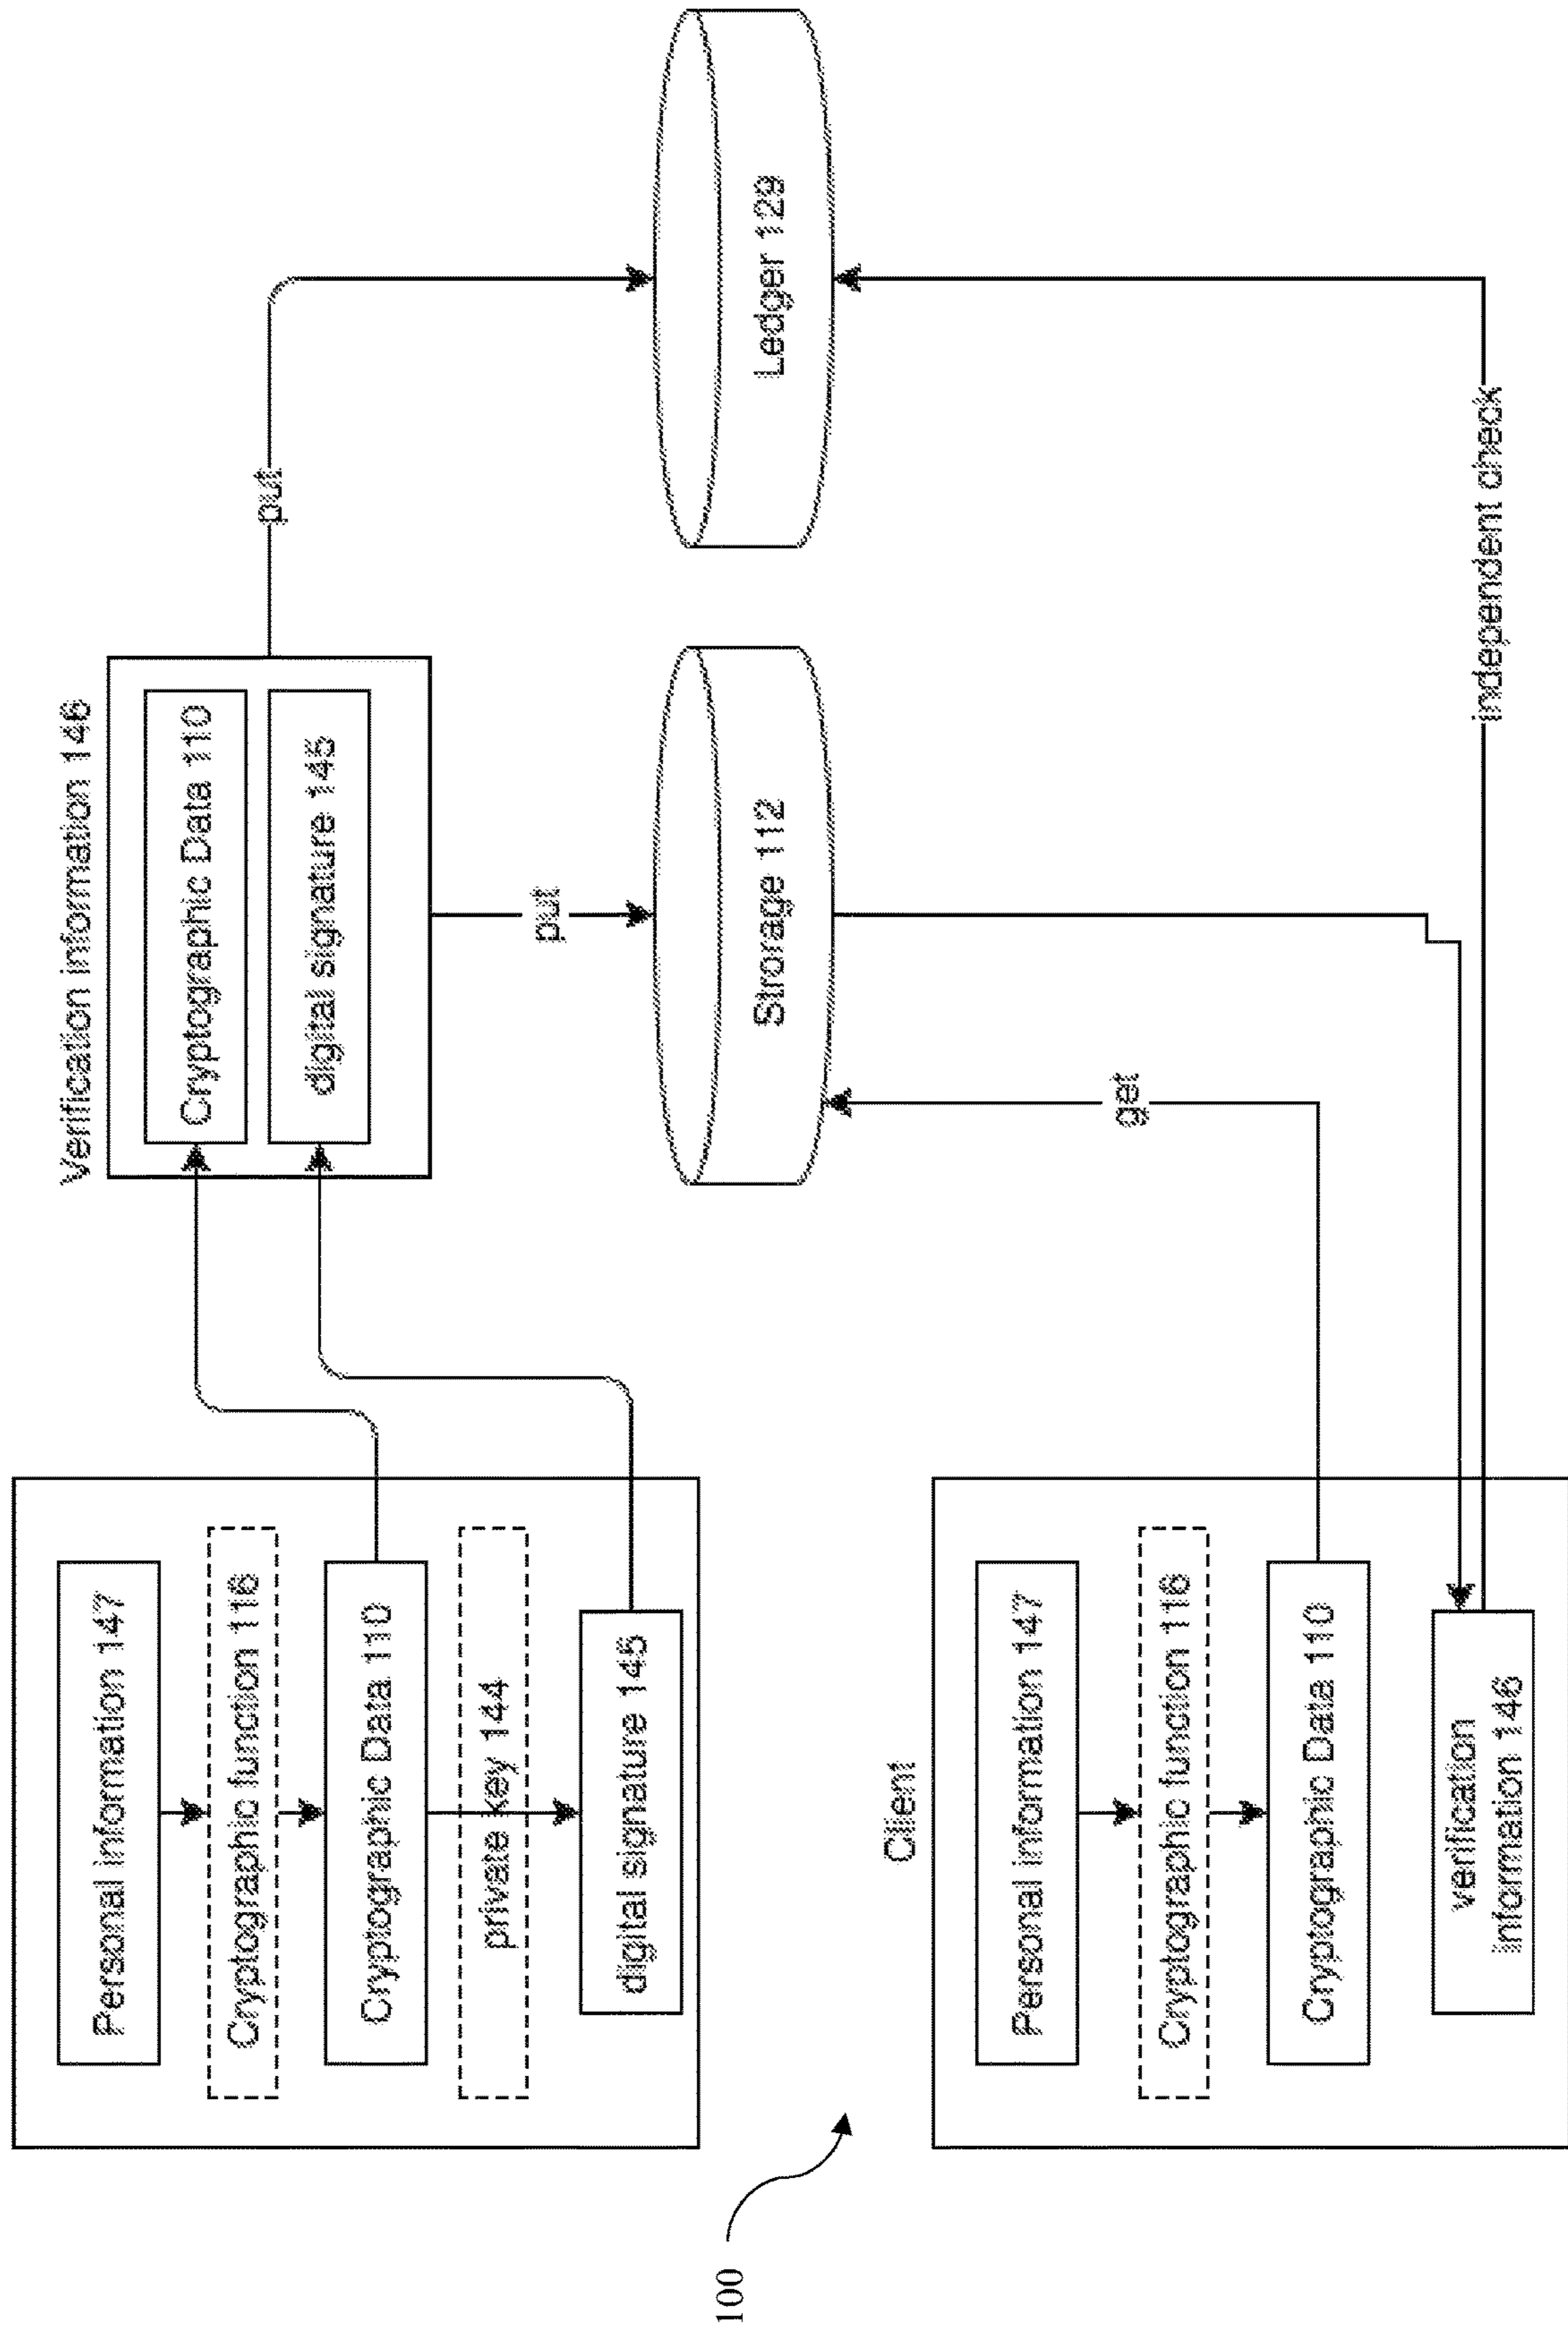 Personal information 147
Cryptographic function 116
Cryptographic Data 110
private key 144
digital signature 145
Verification information 146
Cryptographic Data 110
digital signature 145
put
put
Strorage 112
Ledger 129
100
Client
Personal information 147
Cryptographic function 116
Cryptographic Data 110
verification
information 146
get
independent check